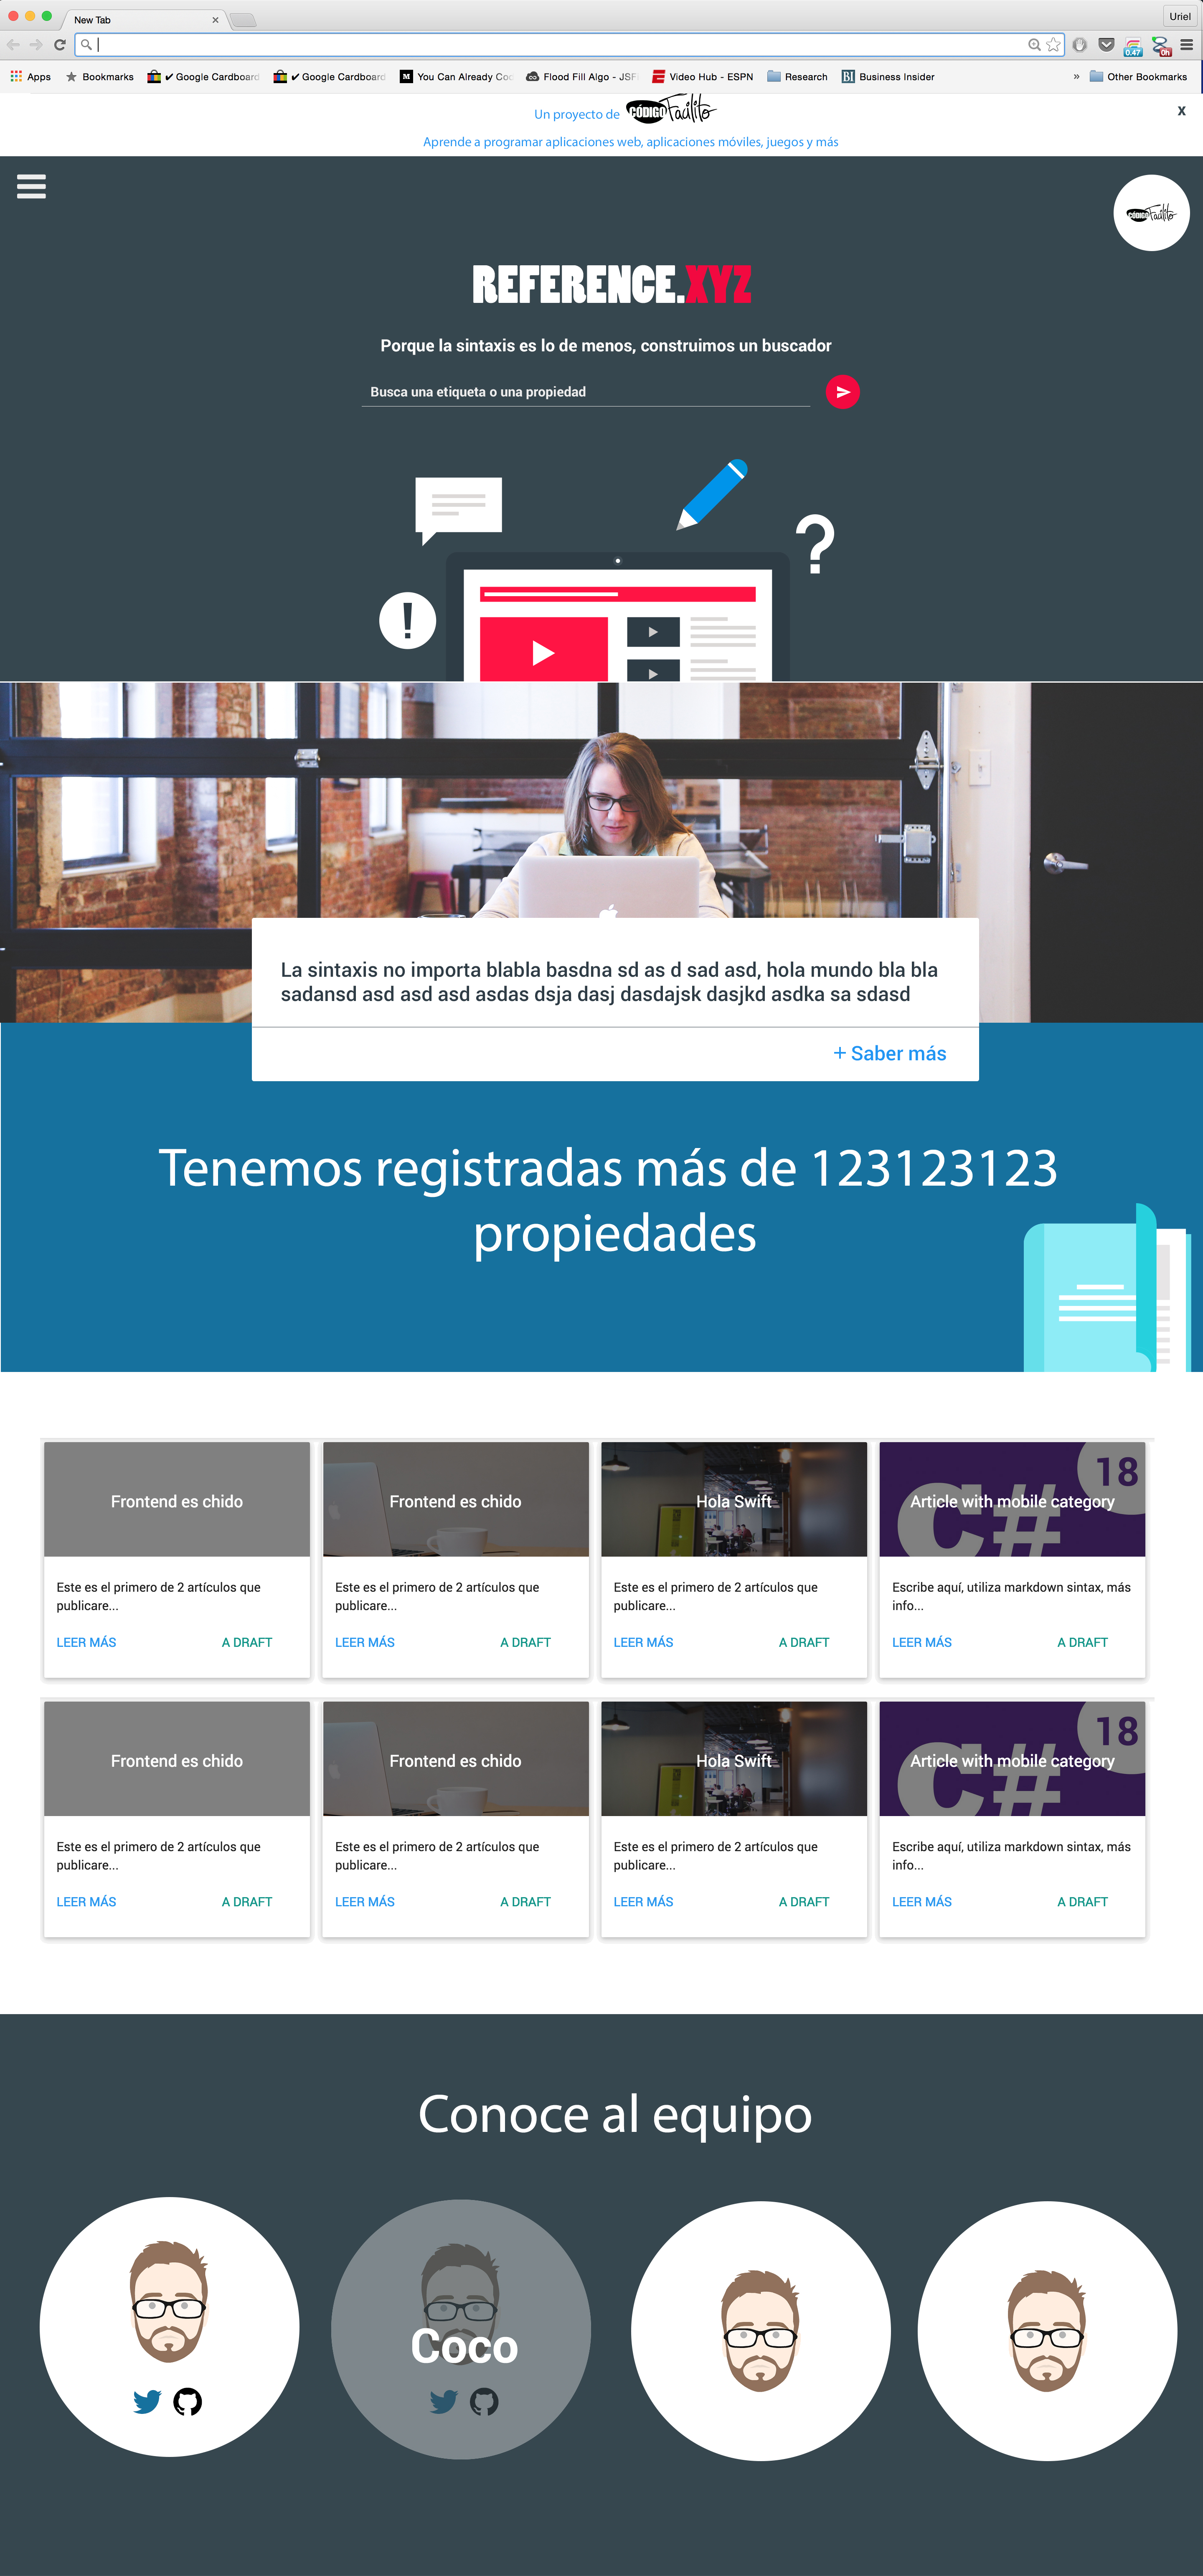 New Tab
Uriel
Apps
Bookmarks
✔ Google Cardboard
✔ Google Cardboard
You Can Already Coo
Flood Fill Algo - JSF
Video Hub - ESPN
Research
BI Business Insider
» Other Bookmarks
0.47
0h
Un proyecto de CÓDIGO Facilito
X
Aprende a programar aplicaciones web, aplicaciones móviles, juegos y más
CÓDIGO Facilito
REFERENCE.XYZ
Porque la sintaxis es lo de menos, construimos un buscador
Busca una etiqueta o una propiedad
?
!
La sintaxis no importa blabla basdna sd as d sad asd, hola mundo bla bla
sadansd asd asd asd asdas dsja dasj dasdajsk dasjkd asdka sa sdasd
+ Saber más
Tenemos registradas más de 123123123
propiedades
Frontend es chido
Este es el primero de 2 artículos que
publicare...
LEER MÁS A DRAFT
Frontend es chido
Este es el primero de 2 artículos que
publicare...
LEER MÁS A DRAFT
Hola Swift
Este es el primero de 2 artículos que
publicare...
LEER MÁS A DRAFT
C# 18
Article with mobile category
Escribe aquí, utiliza markdown sintax, más
info...
LEER MÁS A DRAFT
Frontend es chido
Este es el primero de 2 artículos que
publicare...
LEER MÁS A DRAFT
Frontend es chido
Este es el primero de 2 artículos que
publicare...
LEER MÁS A DRAFT
Hola Swift
Este es el primero de 2 artículos que
publicare...
LEER MÁS A DRAFT
C# 18
Article with mobile category
Escribe aquí, utiliza markdown sintax, más
info...
LEER MÁS A DRAFT
Conoce al equipo
Coco